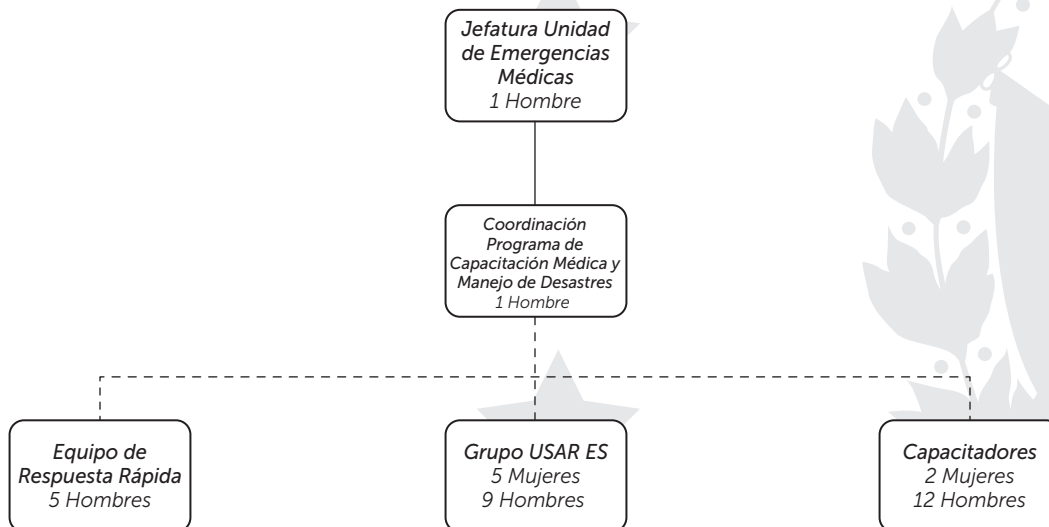 Jefatura Unidad
de Emergencias
Médicas
1 Hombre
Coordinación
Programa de
Capacitación Médica y
Manejo de Desastres
1 Hombre
Equipo de
Respuesta Rápida
5 Hombres
Grupo USAR ES
5 Mujeres
9 Hombres
Capacitadores
2 Mujeres
12 Hombres